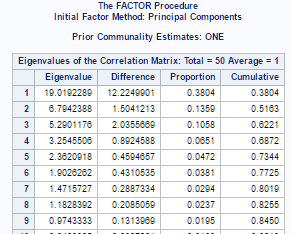 The FACTOR Procedure
Initial Factor Method: Principal Components
Prior Communality Estimates: ONE
Eigenvalues of the Correlation Matrix: Total = 50 Average = 1
Eigenvalue Difference Proportion Cumulative
1 19.0192289 12.2249901 0.3804 0.3804
2 6.7942388 1.5041213 0.1359 0.5163
3 5.2901176 2.0355669 0.1058 0.6221
4 3.2545506 0.8924588 0.0651 0.6872
5 2.3620918 0.4594657 0.0472 0.7344
6 1.9026262 0.4310535 0.0381 0.7725
7 1.4715727 0.2887334 0.0294 0.8019
8 1.1828392 0.2085059 0.0237 0.8255
9 0.9743333 0.1313969 0.0195 0.8450